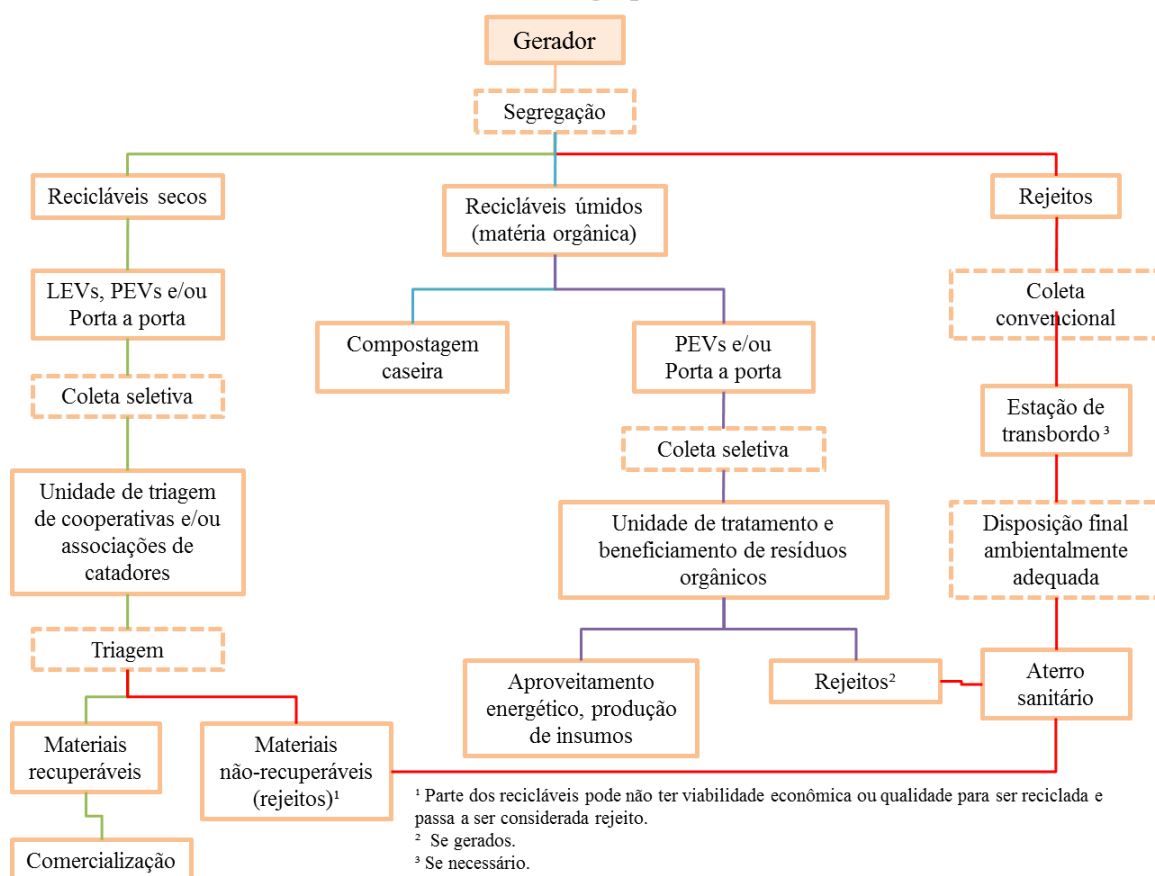 Gerador
Segregação
Recicláveis secos
Recicláveis úmidos
(matéria orgânica)
Rejeitos
LEVs, PEVs e/ou
Porta a porta
Compostagem
caseira
PEVs e/ou
Porta a porta
Coleta
convencional
Coleta seletiva
Coleta seletiva
Estação de
transbordo ³
Unidade de triagem
de cooperativas e/ou
associações de
catadores
Unidade de tratamento e
beneficiamento de resíduos
orgânicos
Disposição final
ambientalmente
adequada
Triagem
Aproveitamento
energético, produção
de insumos
Rejeitos²
Aterro
sanitário
Materiais
recuperáveis
Materiais
não-recuperáveis
(rejeitos)¹
Comercialização
¹ Parte dos recicláveis pode não ter viabilidade econômica ou qualidade para ser reciclada e
passa a ser considerada rejeito.
² Se gerados.
³ Se necessário.